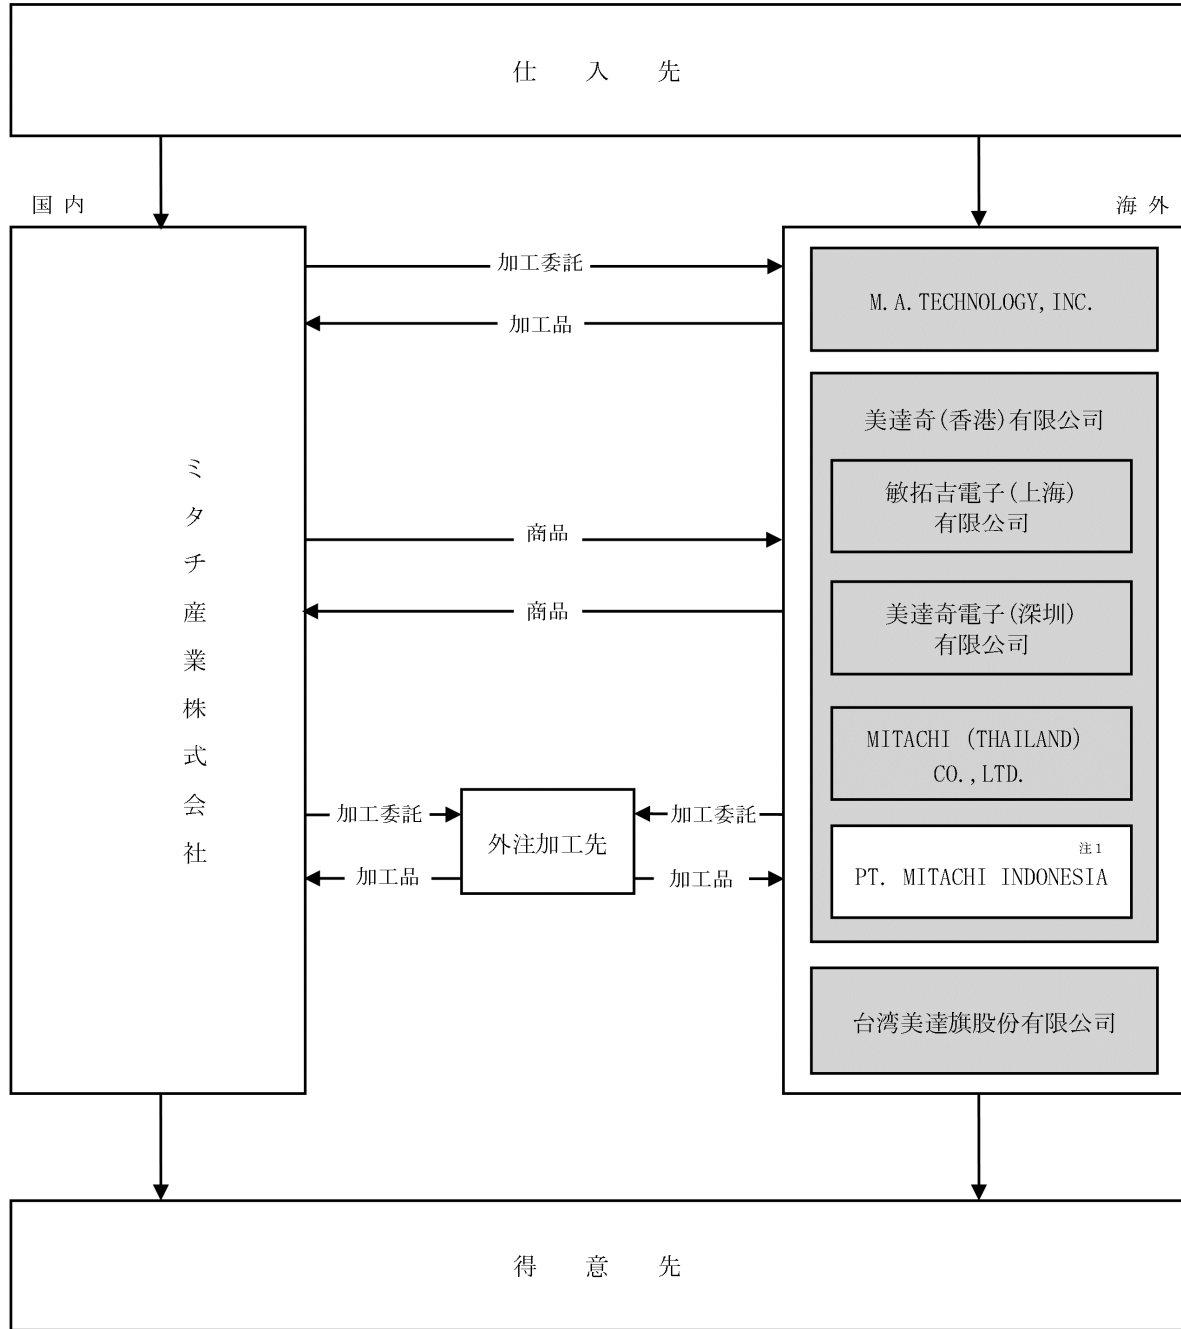 仕入先
国内
海外
加工委託
M.A.TECHNOLOGY,INC.
加工品
美達奇(香港)有限公司
ミタチ産業株式会社
敏拓吉電子(上海)
有限公司
商品
商品
美達奇電子(深圳)
有限公司
MITACHI (THAILAND)
CO.,LTD.
加工委託
外注加工先
加工委託
加工品
加工品
注1
PT. MITACHI INDONESIA
台湾美達旗股份有限公司
得意先